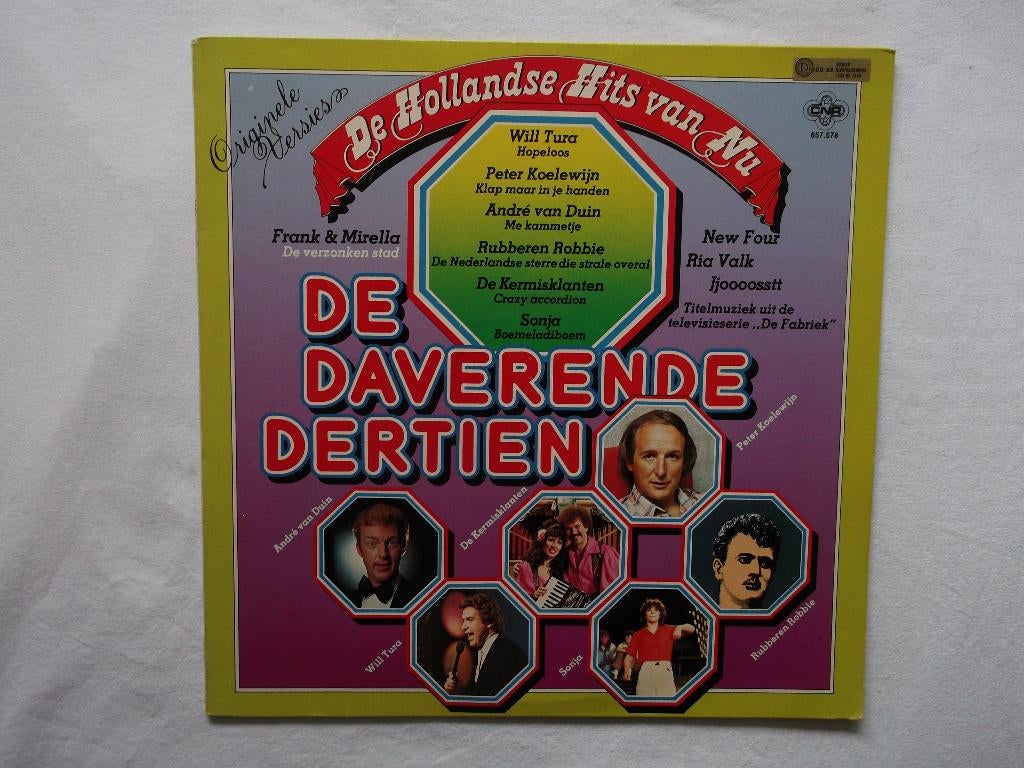 Originele
Versies
De Hollandse Hits van Nu
CNR
657.578
Will Tura
Hopeloos
Peter Koelewijn
Klap maar in je handen
André van Duin
Me kammetje
Rubberen Robbie
De Nederlandse sterre die strale overal
De Kermisklanten
Crazy accordion
Sonja
Boemeladiboem
Frank & Mirella
De verzonken stad
New Four
Ria Valk
Jjoooosstt
Titelmuziek uit de
televisieserie ,,De Fabriek"
DE
DAVERENDE
DERTIEN
Peter Koelewijn
André van Duin
De Kermisklanten
Will Tura
Sonja
Rubberen Robbie